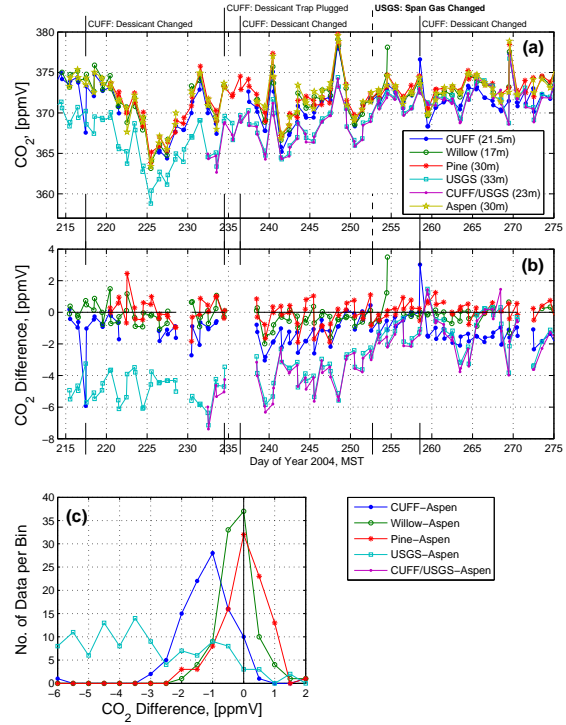 CUFF: Dessicant Trap Plugged
USGS: Span Gas Changed
CUFF: Dessicant Changed
CUFF: Dessicant Changed
CUFF: Dessicant Changed
380
375
370
365
360
CO2, [ppmV]
(a)
CUFF (21.5m)
Willow (17m)
Pine (30m)
USGS (33m)
CUFF/USGS (23m)
Aspen (30m)
215 220 225 230 235 240 245 250 255 260 265 270 275
4
2
0
−2
−4
−6
−8
CO2 Difference, [ppmV]
(b)
215 220 225 230 235 240 245 250 255 260 265 270 275
Day of Year 2004, MST
40
35
30
25
20
15
10
5
0
No. of Data per Bin
(c)
−6 −5 −4 −3 −2 −1 0 1 2
CO2 Difference, [ppmV]
CUFF−Aspen
Willow−Aspen
Pine−Aspen
USGS−Aspen
CUFF/USGS−Aspen